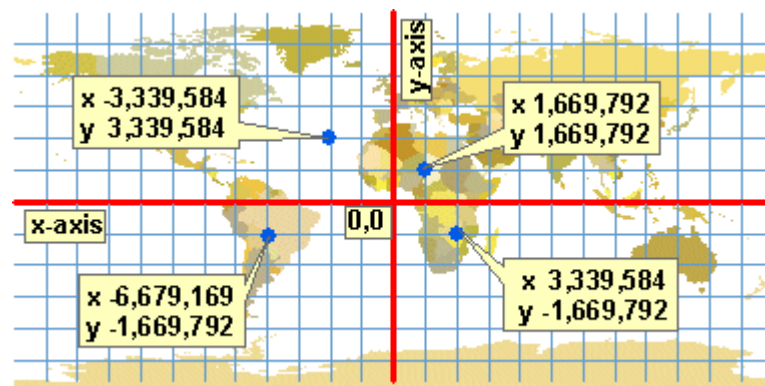 y-axis
x -3,339,584
y 3,339,584
x 1,669,792
y 1,669,792
x-axis
0,0
x -6,679,169
y -1,669,792
x 3,339,584
y -1,669,792